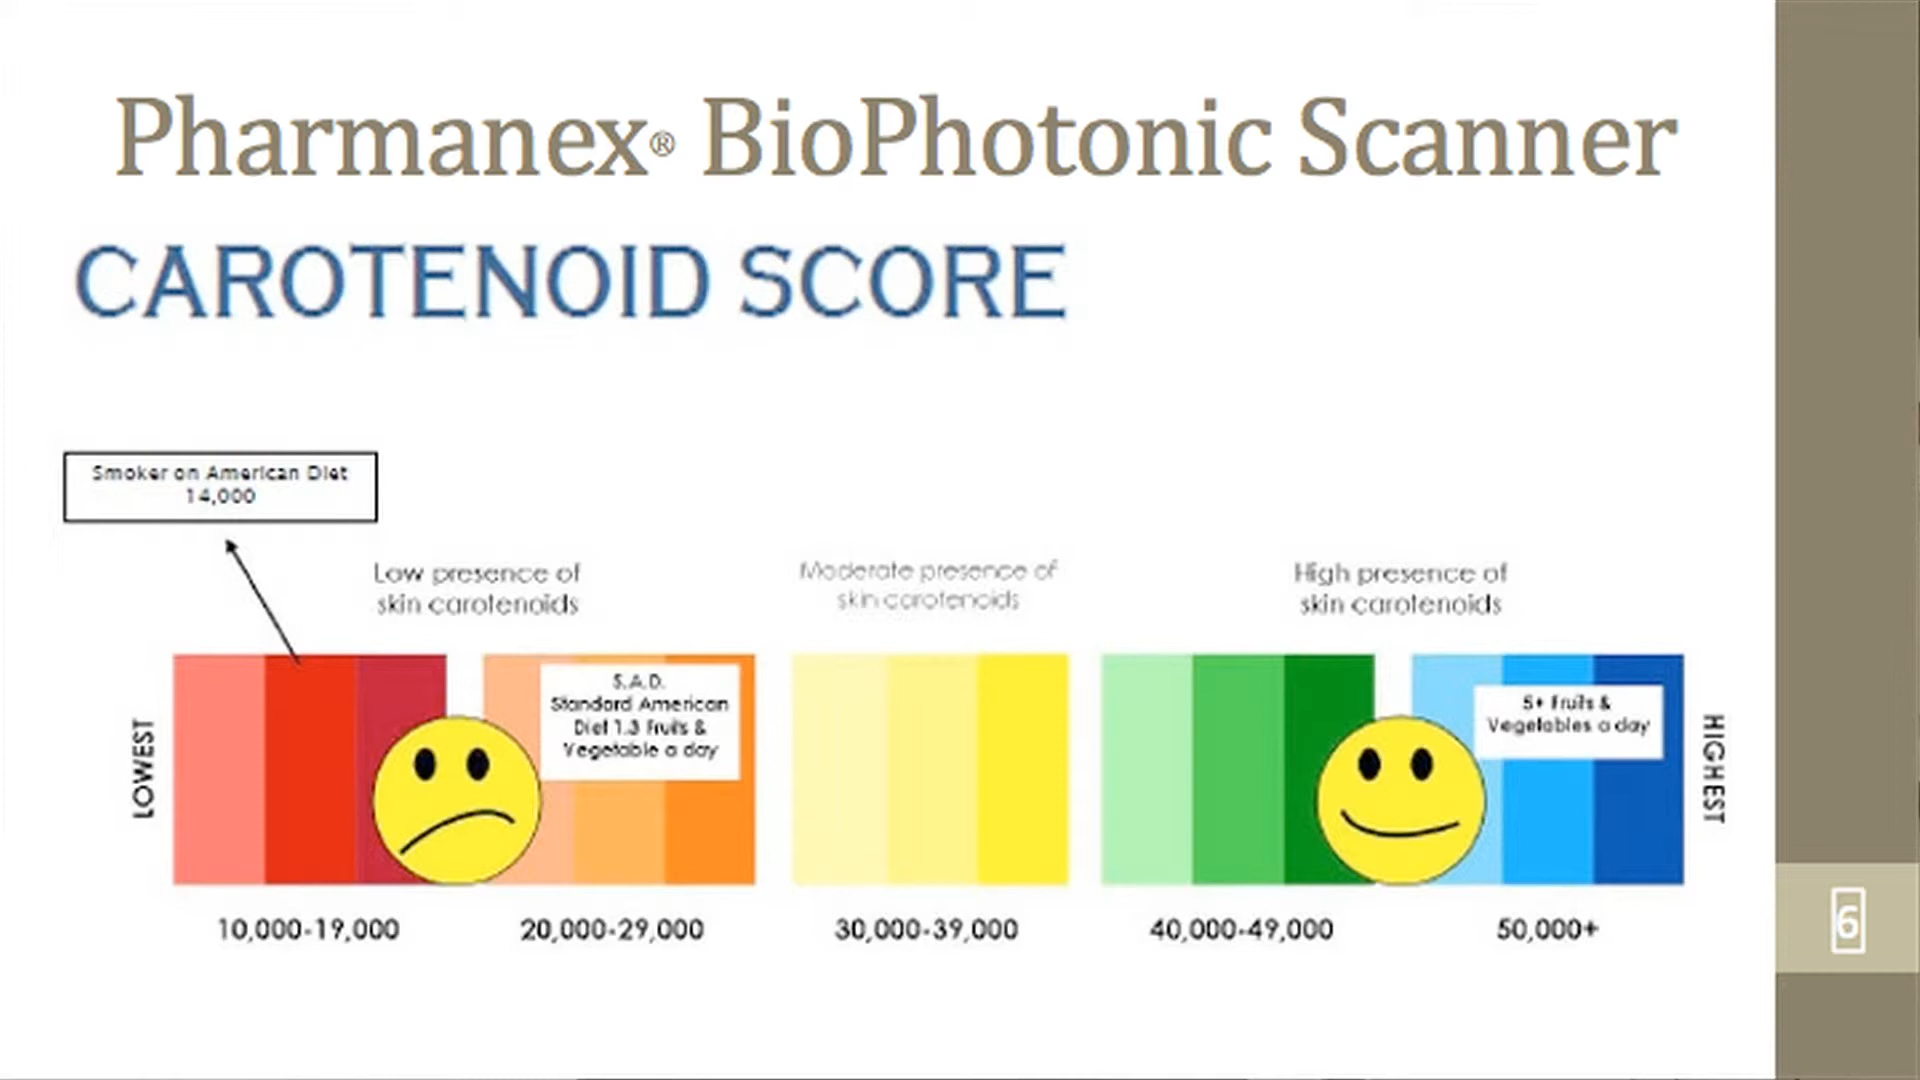 Pharmanex® BioPhotonic Scanner
CAROTENOID SCORE
Smoker on American Diet
14,000
Low presence of
skin carotenoids
Moderate presence of
skin carotenoids
High presence of
skin carotenoids
LOWEST
S.A.D.
Standard American
Diet 1.3 Fruits &
Vegetable a day
5+ Fruits &
Vegetables a day
HIGHEST
10,000-19,000
20,000-29,000
30,000-39,000
40,000-49,000
50,000+
6